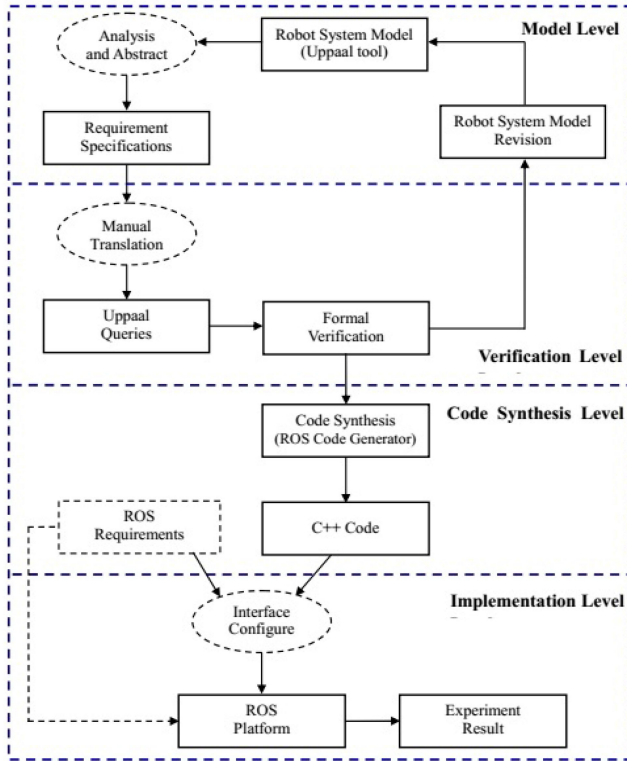 Model Level
Analysis
and Abstract
Robot System Model
(Uppaal tool)
Requirement
Specifications
Robot System Model
Revision
Manual
Translation
Uppaal
Queries
Formal
Verification
Verification Level
Code Synthesis Level
Code Synthesis
(ROS Code Generator)
ROS
Requirements
C++ Code
Implementation Level
Interface
Configure
ROS
Platform
Experiment
Result